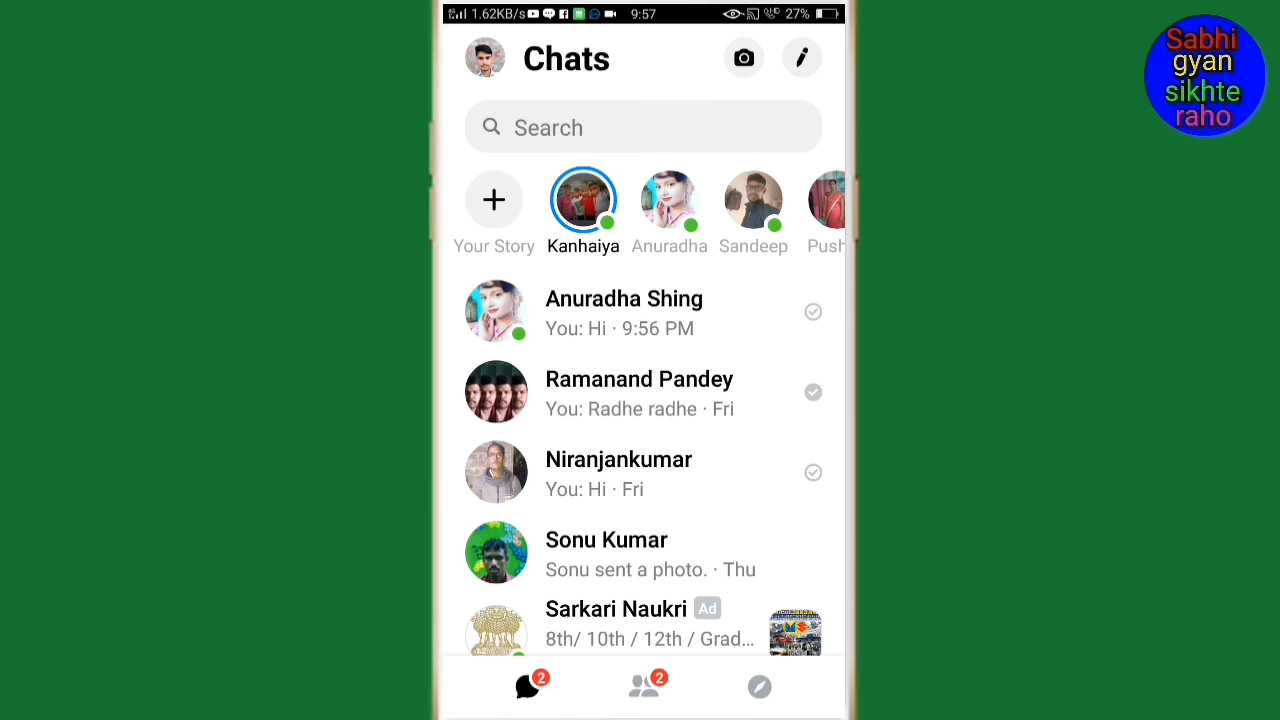 1.62KB/s 9:57 HD 27%
Chats
Search
Your Story Kanhaiya Anuradha Sandeep Push
Anuradha Shing
You: Hi · 9:56 PM
Ramanand Pandey
You: Radhe radhe · Fri
Niranjankumar
You: Hi · Fri
Sonu Kumar
Sonu sent a photo. · Thu
Sarkari Naukri Ad
8th/ 10th / 12th / Grad...
2 2
Sabhi
gyan
sikhte
raho